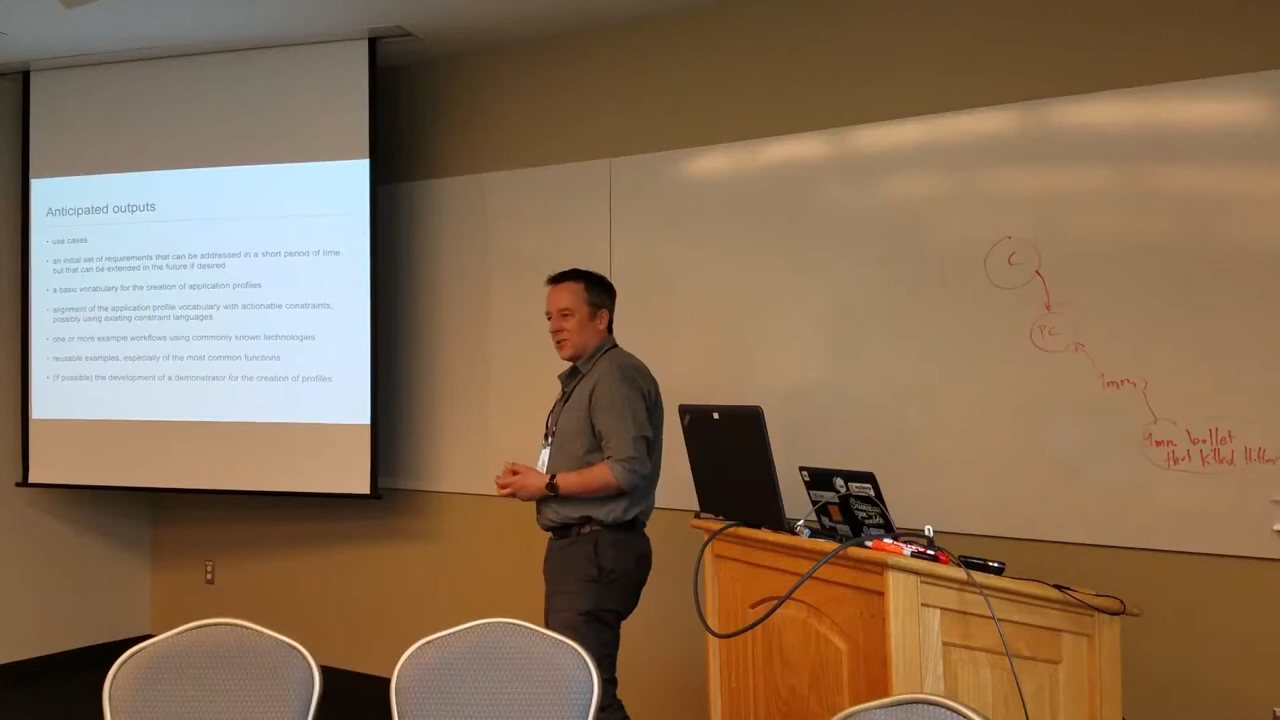 Anticipated outputs
• use cases
• an initial set of requirements that can be addressed in a short period of time,
but that can be extended in the future if desired
• a basic vocabulary for the creation of application profiles
• alignment of the application profile vocabulary with actionable constraints,
possibly using existing constraint languages
• one or more example workflows using commonly known technologies
• reusable examples, especially of the most common functions
• (if possible) the development of a demonstrator for the creation of profiles
C
PC
9mm
9mm bullet
that killed Hitler